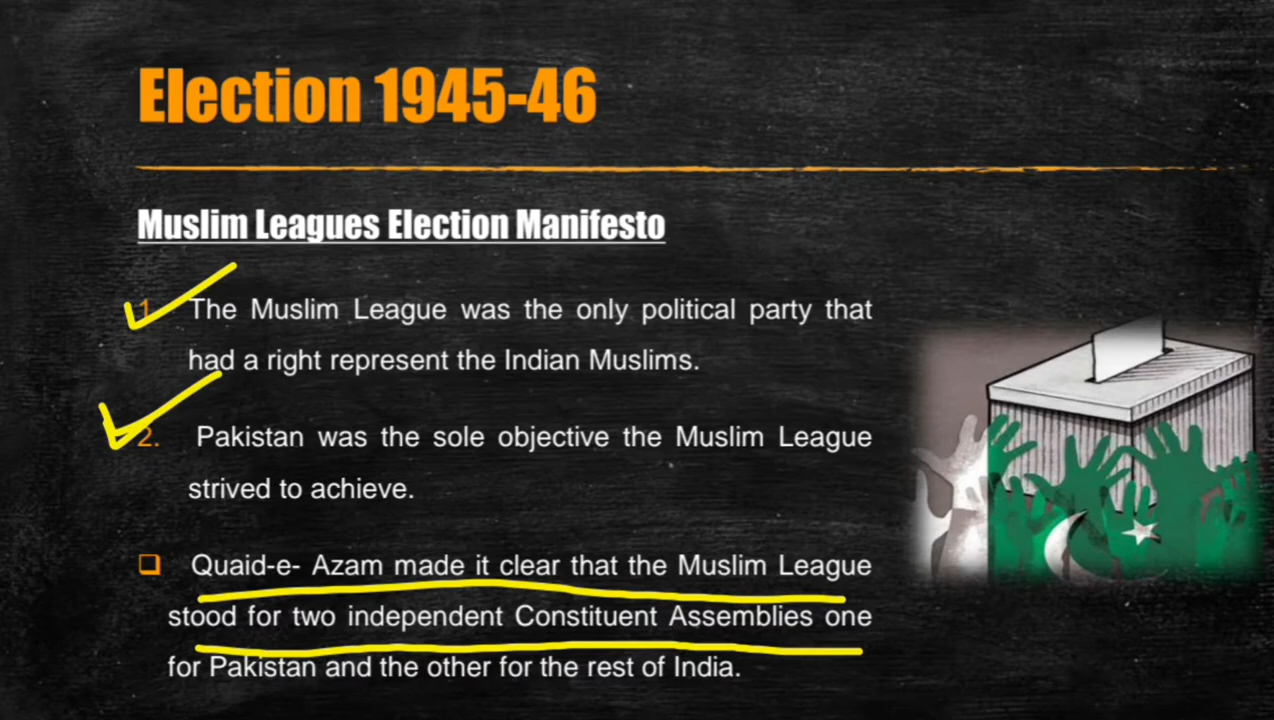 Election 1945-46
Muslim Leagues Election Manifesto
1. The Muslim League was the only political party that
had a right represent the Indian Muslims.
2. Pakistan was the sole objective the Muslim League
strived to achieve.
Quaid-e- Azam made it clear that the Muslim League
stood for two independent Constituent Assemblies one
for Pakistan and the other for the rest of India.